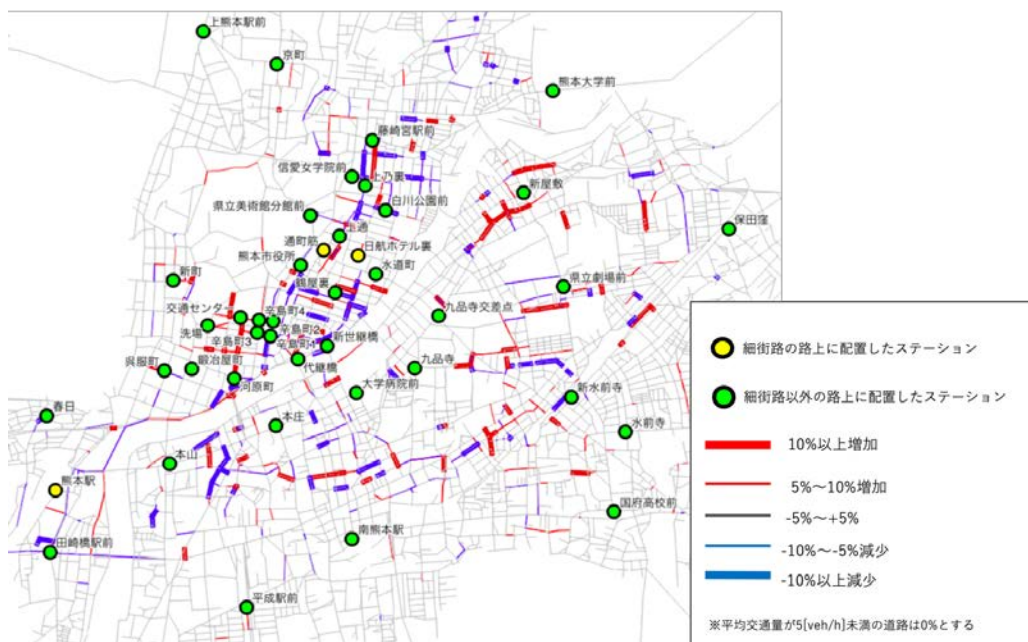 上熊本駅前
京町
熊本大学前
藤崎宮駅前
信愛女学院前
上乃裏
新屋敷
白川公園前
県立美術館分館前
保田窪
上通
通町筋
日航ホテル裏
熊本市役所
水道町
新町
鶴屋裏
県立劇場前
交通センター
辛島町4
九品寺交差点
洗場
辛島町2
辛島町3
辛島町1
新世継橋
代継橋
呉服町
鍛冶屋町
九品寺
河原町
大学病院前
新水前寺
春日
本庄
水前寺
本山
熊本駅
国府高校前
南熊本駅
田崎橋駅前
平成駅前
細街路の路上に配置したステーション
細街路以外の路上に配置したステーション
10%以上増加
5%～10%増加
-5%～+5%
-10%～-5%減少
-10%以上減少
※平均交通量が5[veh/h]未満の道路は0%とする